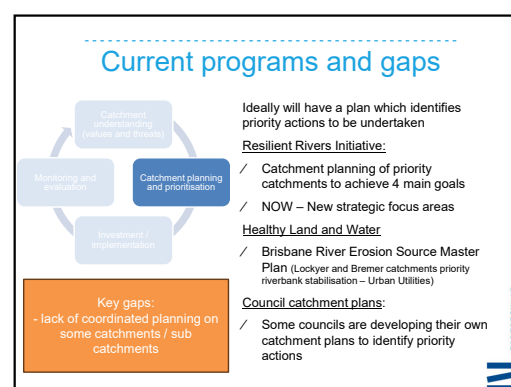 Current programs and gaps
Catchment
understanding
(values and threats)
Monitoring and
evaluation
Catchment planning
and prioritisation
Investment /
implementation
Key gaps:
- lack of coordinated planning on
some catchments / sub
catchments
Ideally will have a plan which identifies
priority actions to be undertaken
Resilient Rivers Initiative:
⁄ Catchment planning of priority
catchments to achieve 4 main goals
⁄ NOW – New strategic focus areas
Healthy Land and Water
⁄ Brisbane River Erosion Source Master
Plan (Lockyer and Bremer catchments priority
riverbank stabilisation – Urban Utilities)
Council catchment plans:
⁄ Some councils are developing their own
catchment plans to identify priority
actions